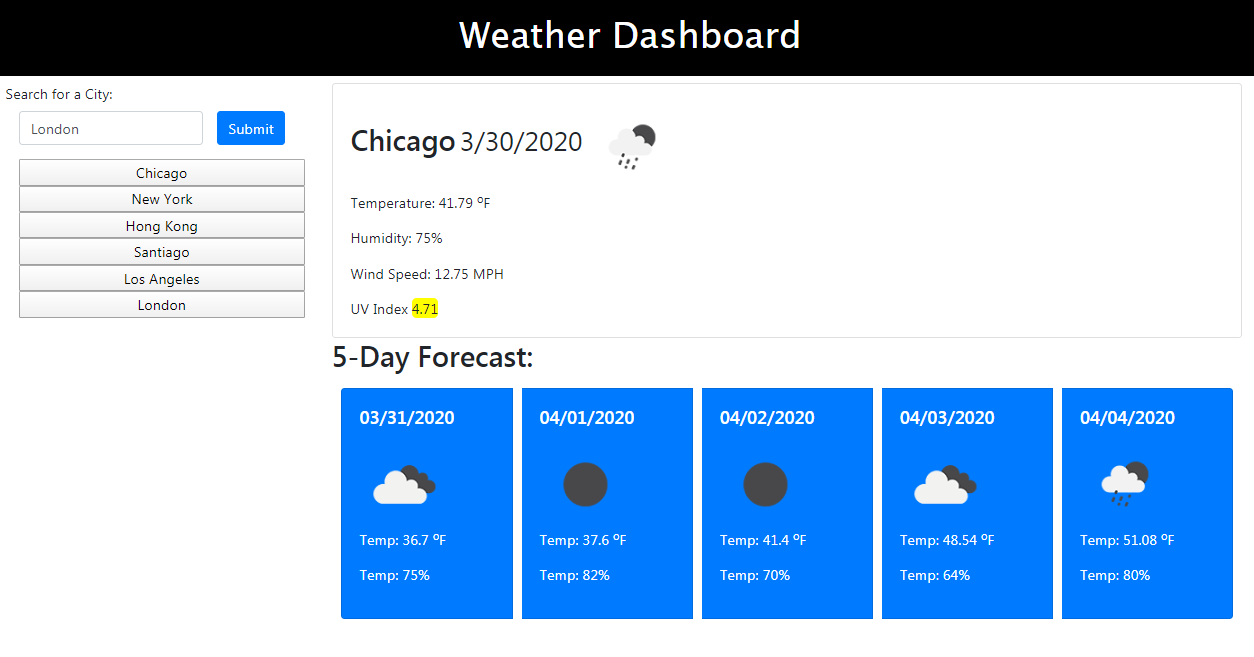 Weather Dashboard
Search for a City:
London
Submit
Chicago
New York
Hong Kong
Santiago
Los Angeles
London
Chicago 3/30/2020
Temperature: 41.79 ºF
Humidity: 75%
Wind Speed: 12.75 MPH
UV Index 4.71
5-Day Forecast:
03/31/2020
Temp: 36.7 ºF
Temp: 75%
04/01/2020
Temp: 37.6 ºF
Temp: 82%
04/02/2020
Temp: 41.4 ºF
Temp: 70%
04/03/2020
Temp: 48.54 ºF
Temp: 64%
04/04/2020
Temp: 51.08 ºF
Temp: 80%